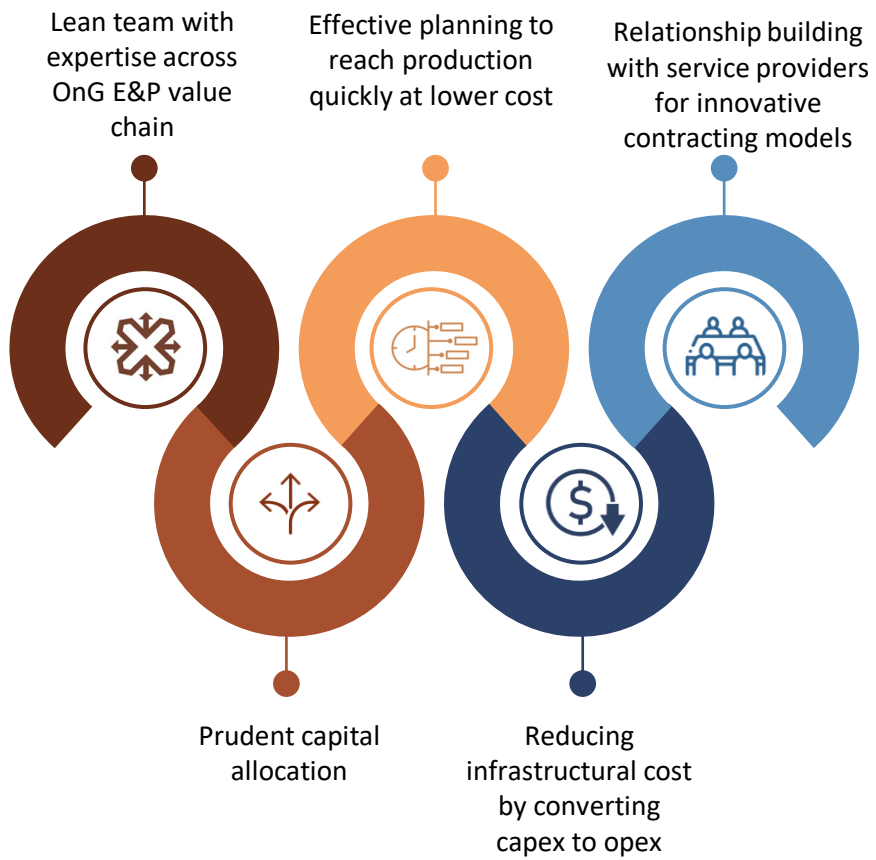 Lean team with
expertise across
OnG E&P value
chain
Effective planning to
reach production
quickly at lower cost
Relationship building
with service providers
for innovative
contracting models
$
Prudent capital
allocation
Reducing
infrastructural cost
by converting
capex to opex